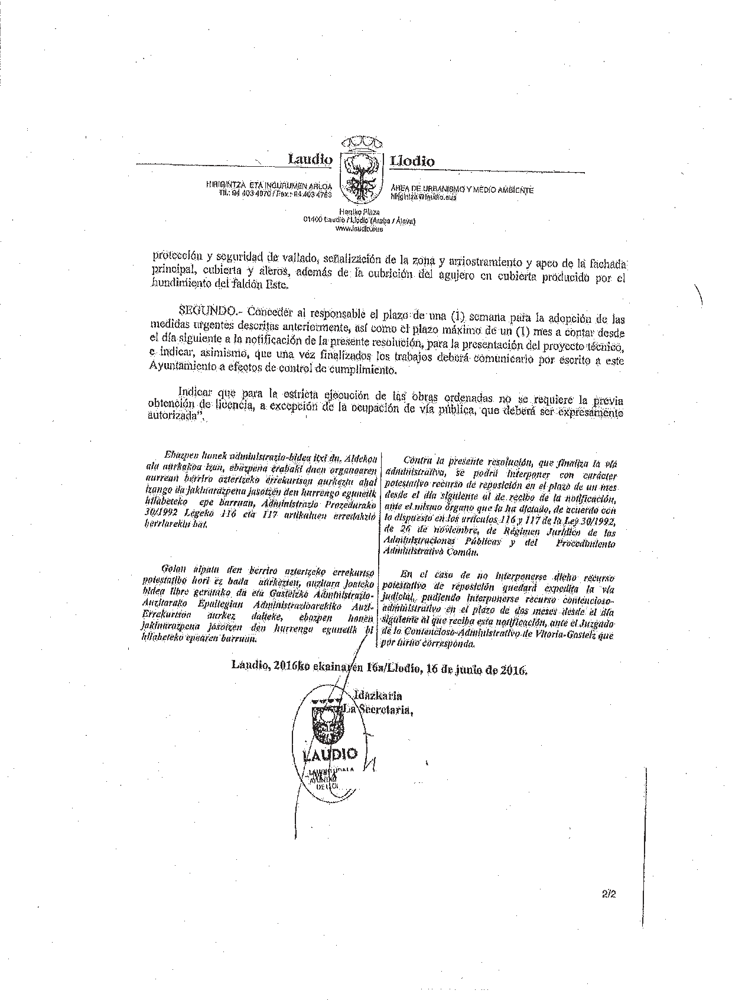 Laudio Llodio
HIRIGINTZA ETA INGURUMEN ARLOA
Tll.: 94 403 4070 / Fax.: 94 403 4763
ÁREA DE URBANISMO Y MEDIO AMBIENTE
hirigintza@laudio.eus
Herriko Plaza
01400 Laudio / Llodio (Araba / Álava)
www.laudio.eus
protección y seguridad de vallado, señalización de la zona y arriostramiento y apeo de la fachada
principal, cubierta y aleros, además de la cubrición del agujero en cubierta producido por el
hundimiento del faldón Este.
SEGUNDO.- Conceder al responsable el plazo de una (1) semana para la adopción de las
medidas urgentes descritas anteriormente, así como el plazo máximo de un (1) mes a contar desde
el día siguiente a la notificación de la presente resolución, para la presentación del proyecto técnico,
e indicar, asimismo, que una vez finalizados los trabajos deberá comunicarlo por escrito a este
Ayuntamiento a efectos de control de cumplimiento.
Indicar que para la estricta ejecución de las obras ordenadas no se requiere la previa
obtención de licencia, a excepción de la ocupación de vía pública, que deberá ser expresamente
autorizada”.
Ebazpen honek administrazio-bidea itxi du. Aldekoa
ala aurkakoa izan, ebazpena erabaki duen organoaren
aurrean berriro aztertzeko errekurtsoa aurkeztu ahal
izango da jakinarazpena jasotzen den hurrengo egunetik
hilabeteko epe barruan, Administrazio Prozedurako
30/1992 Legeko 116 eta 117 artikuluen erredakzio
berriarekin bat.
Contra la presente resolución, que finaliza la vía
administrativa, se podrá interponer con carácter
potestativo recurso de reposición en el plazo de un mes
desde el día siguiente al de recibo de la notificación,
ante el mismo órgano que la ha dictado, de acuerdo con
lo dispuesto en los artículos 116 y 117 de la Ley 30/1992,
de 26 de noviembre, de Régimen Jurídico de las
Administraciones Públicas y del Procedimiento
Administrativo Común.
Goian aipatu den berriro aztertzeko errekurtso
potestatibo hori ez bada aurkezten, auzitara joateko
bidea libre geratuko da eta Gasteizko Administrazio-
Auzitarako Epaitegian Administrazioarekiko Auzi-
Errekurtsoa aurkez daiteke, ebazpen honen
jakinarazpena jasotzen den hurrengo egunetik bi
hilabeteko epearen barruan.
En el caso de no interponerse dicho recurso
potestativo de reposición quedará expedita la vía
judicial, pudiendo interponerse recurso contencioso-
administrativo en el plazo de dos meses desde el día
siguiente al que reciba esta notificación, ante el Juzgado
de lo Contencioso-Administrativo de Vitoria-Gasteiz que
por turno corresponda.
Laudio, 2016ko ekainaren 16a/Llodio, 16 de junio de 2016.
Idazkaria
La Secretaria,
LAUDIO
2/2